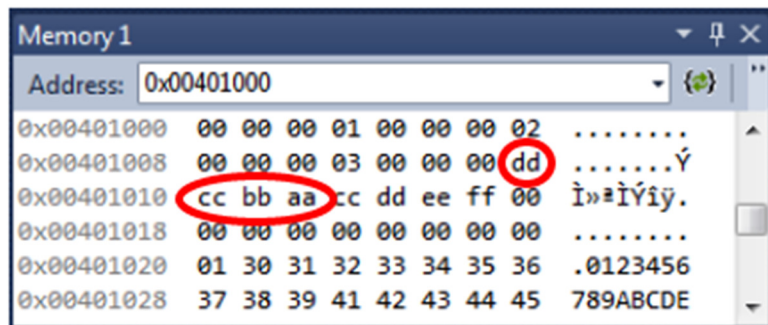 Memory 1
Address: 0x00401000
0x00401000 00 00 00 01 00 00 00 02 ........
0x00401008 00 00 00 03 00 00 00 dd .......Ý
0x00401010 cc bb aa cc dd ee ff 00 Ì»ªÌÝîÿ.
0x00401018 00 00 00 00 00 00 00 00 ........
0x00401020 01 30 31 32 33 34 35 36 .0123456
0x00401028 37 38 39 41 42 43 44 45 789ABCDE